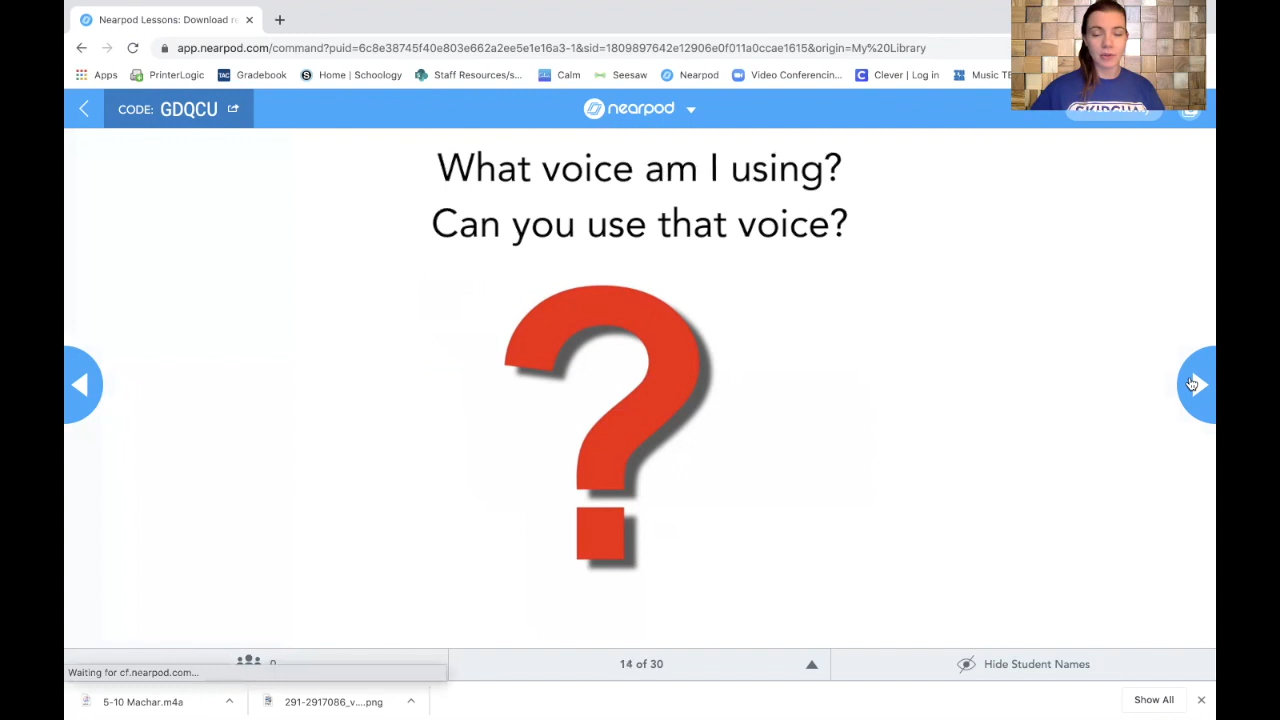 Nearpod Lessons: Download re
app.nearpod.com/command?puid=6c8e38745f40e803e662a2ee5e1e16a3-1&sid=1809897642e12906e0f011a0ccae1615&origin=My%20Library
Apps PrinterLogic Gradebook Home | Schoology Staff Resources/s... Calm Seesaw Nearpod Video Conferencin... Clever | Log in Music TE
CODE: GDQCU nearpod
What voice am I using?
Can you use that voice?
?
14 of 30 Hide Student Names
Waiting for cf.nearpod.com...
5-10 Machar.m4a 291-2917086_v....png Show All